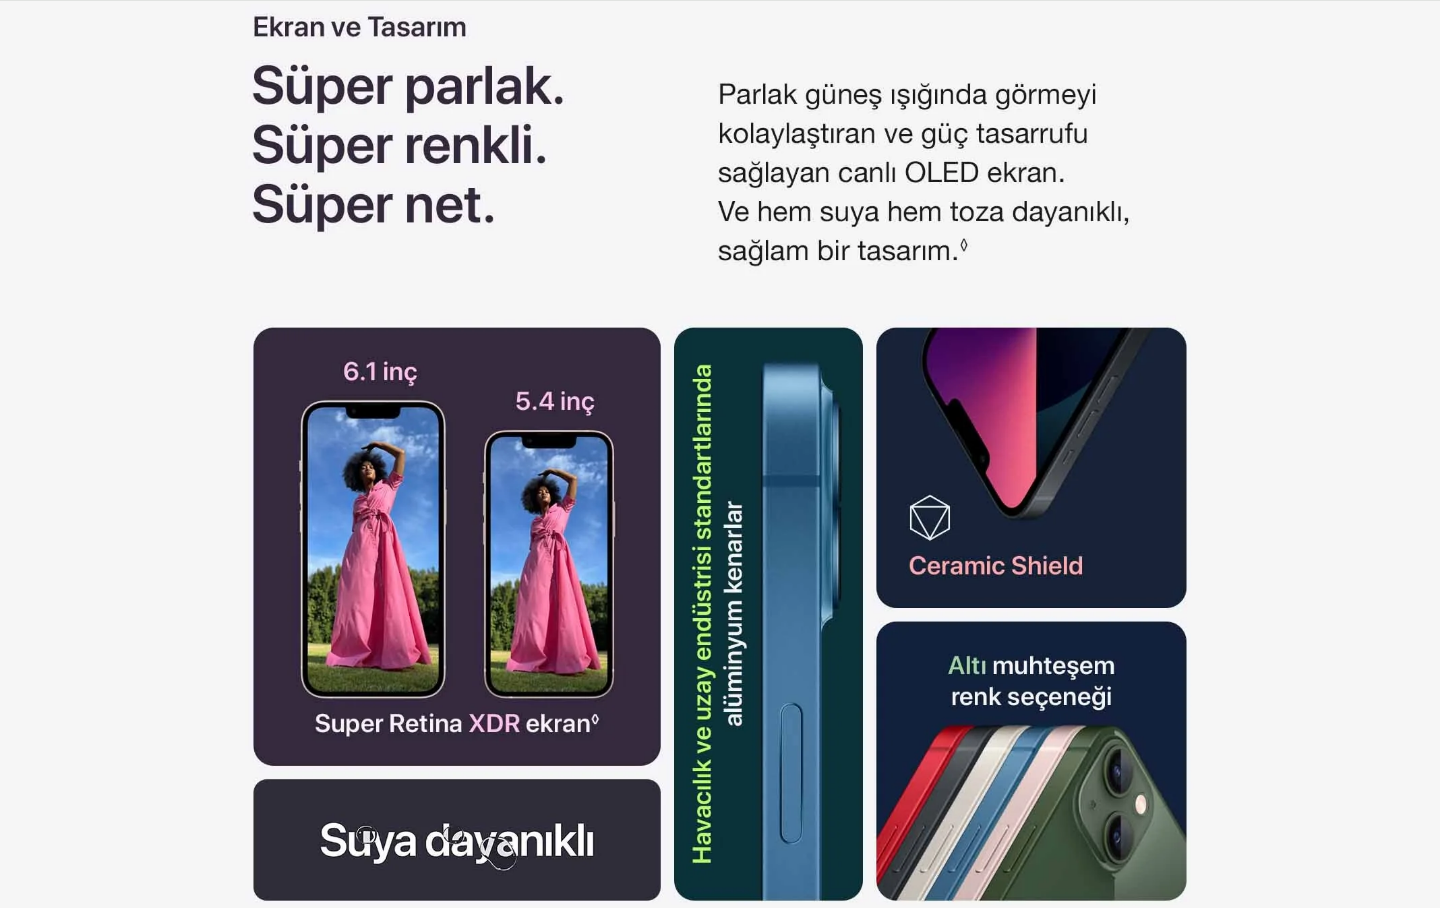 Ekran ve Tasarım
Süper parlak.
Süper renkli.
Süper net.
Parlak güneş ışığında görmeyi
kolaylaştıran ve güç tasarrufu
sağlayan canlı OLED ekran.
Ve hem suya hem toza dayanıklı,
sağlam bir tasarım.◊
6.1 inç
5.4 inç
Super Retina XDR ekran◊
Suya dayanıklı
Havacılık ve uzay endüstrisi standartlarında
alüminyum kenarlar
Ceramic Shield
Altı muhteşem
renk seçeneği